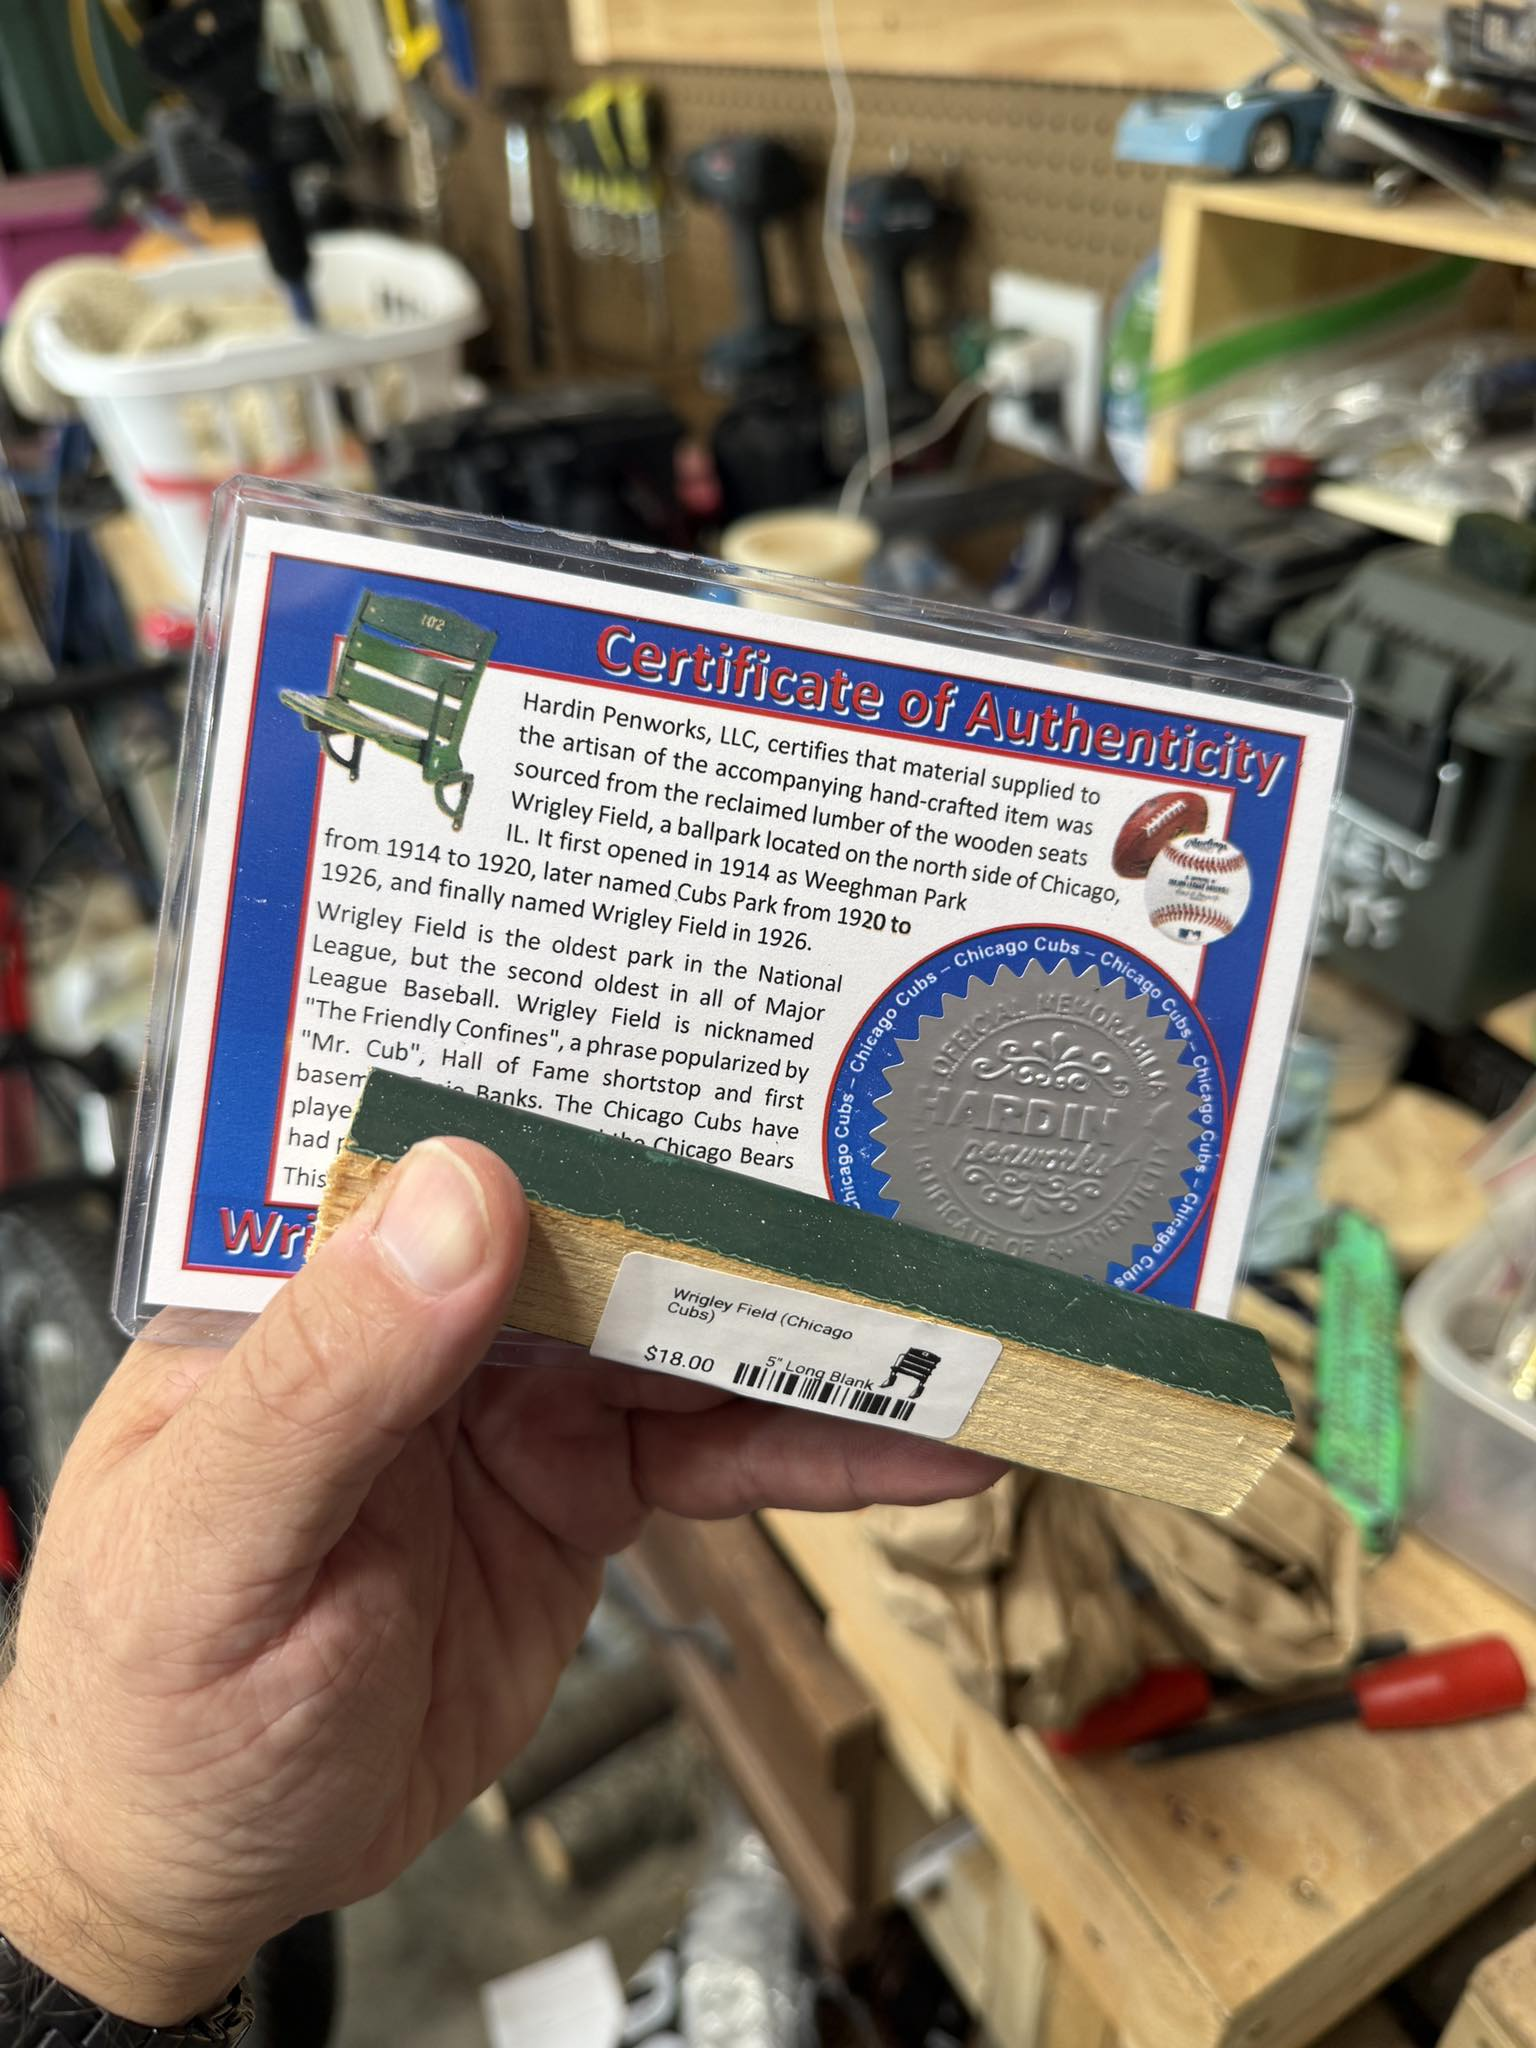 102
Certificate of Authenticity
Hardin Penworks, LLC, certifies that material supplied to
the artisan of the accompanying hand-crafted item was
sourced from the reclaimed lumber of the wooden seats
Wrigley Field, a ballpark located on the north side of Chicago,
IL. It first opened in 1914 as Weeghman Park
from 1914 to 1920, later named Cubs Park from 1920 to
1926, and finally named Wrigley Field in 1926.
Wrigley Field is the oldest park in the National
League, but the second oldest in all of Major
League Baseball. Wrigley Field is nicknamed
"The Friendly Confines", a phrase popularized by
"Mr. Cub", Hall of Fame shortstop and first
basem Banks. The Chicago Cubs have
playe the Chicago Bears
had
This
Wri
Rawlings
Chicago Cubs – Chicago Cubs – Chicago Cubs – Chicago Cubs – Chicago Cubs – Chicago Cubs
OFFICIAL MEMORABILIA
HARDIN
penworks
CERTIFICATE OF AUTHENTICITY
Wrigley Field (Chicago
Cubs)
$18.00
5" Long Blank